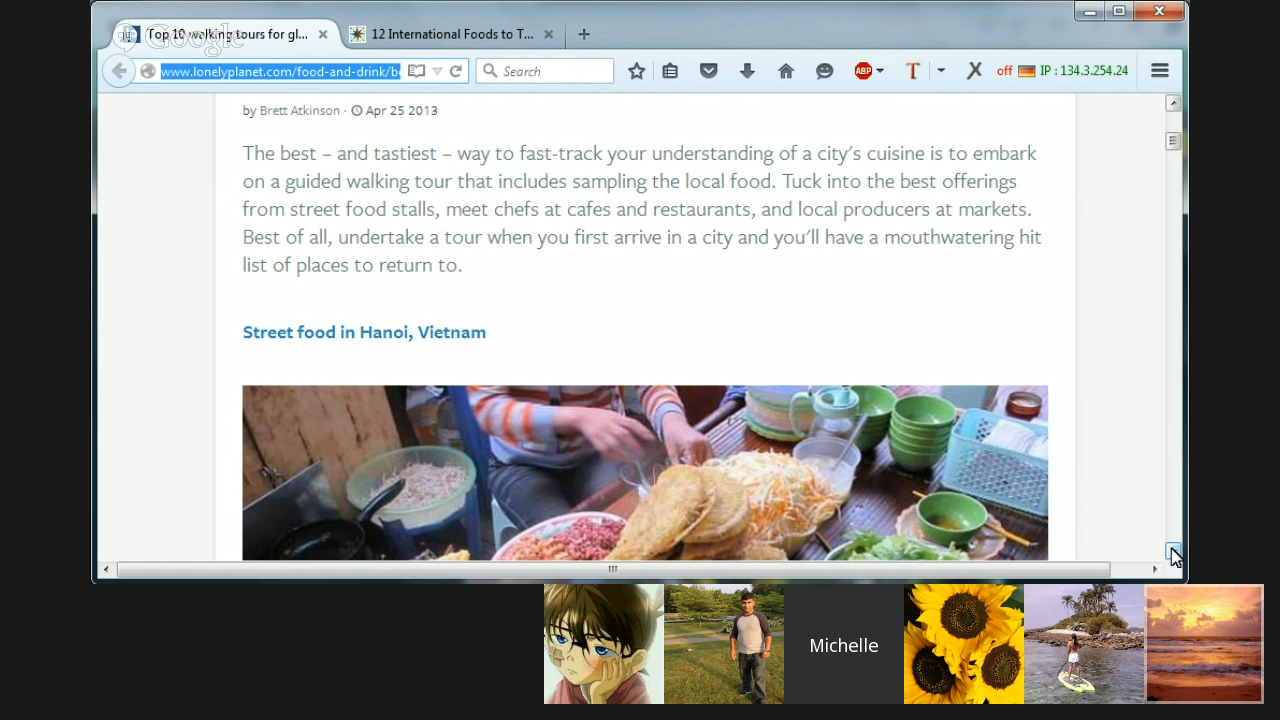 Top 10 walking tours for gl...
12 International Foods to T...
Google
www.lonelyplanet.com/food-and-drink/b
Search
ABP
T
X
off
IP : 134.3.254.24
by Brett Atkinson · Apr 25 2013
The best – and tastiest – way to fast-track your understanding of a city's cuisine is to embark
on a guided walking tour that includes sampling the local food. Tuck into the best offerings
from street food stalls, meet chefs at cafes and restaurants, and local producers at markets.
Best of all, undertake a tour when you first arrive in a city and you'll have a mouthwatering hit
list of places to return to.
Street food in Hanoi, Vietnam
Michelle